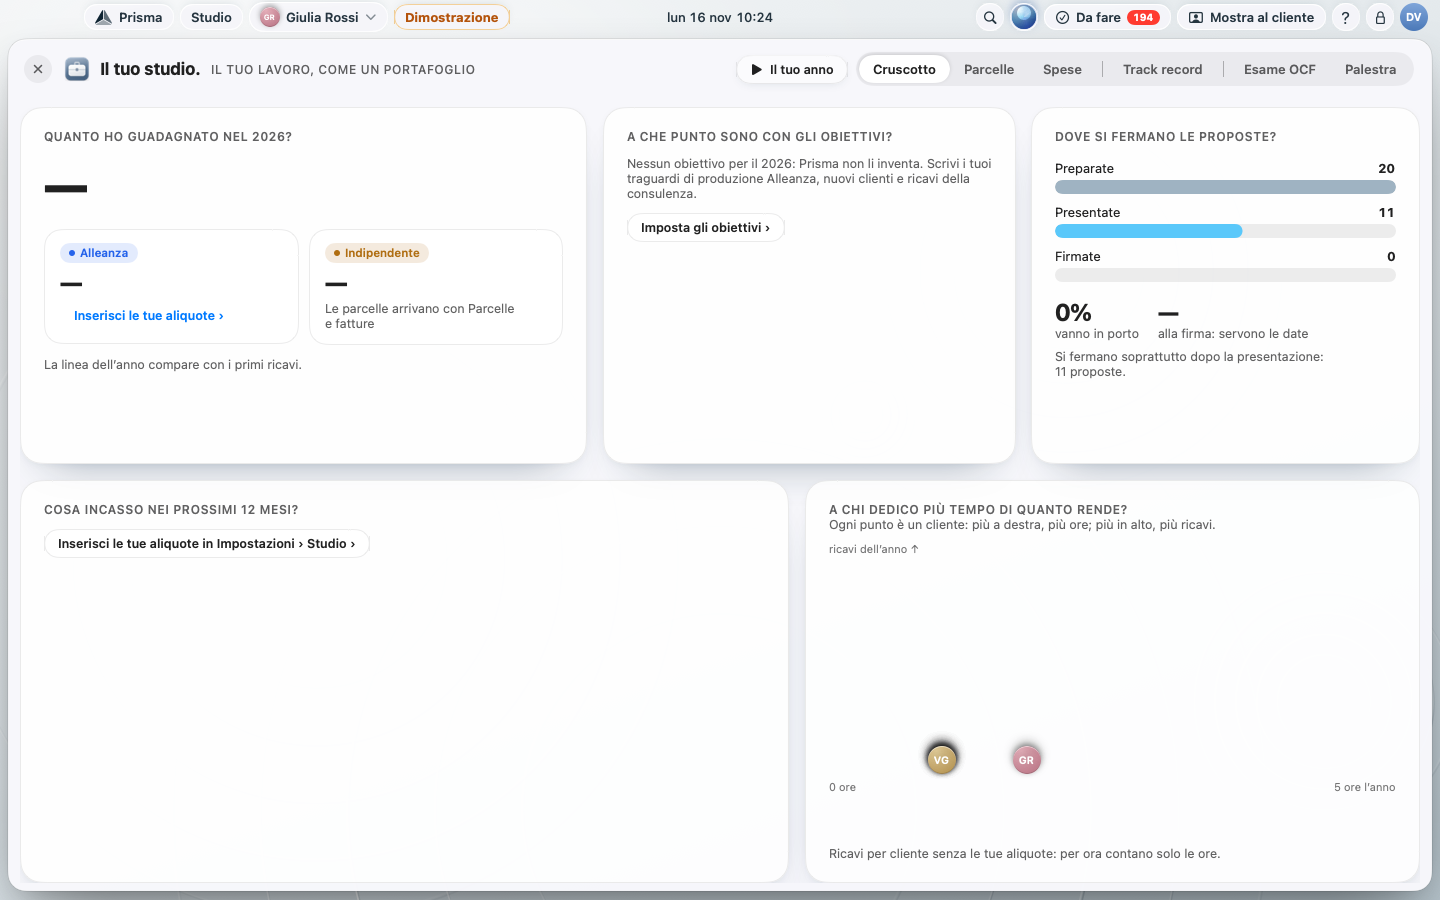 Prisma
Studio
GR
Giulia Rossi
Dimostrazione
lun 16 nov 10:24
Da fare 194
Mostra al cliente
?
DV
Il tuo studio.
IL TUO LAVORO, COME UN PORTAFOGLIO
Il tuo anno
Cruscotto
Parcelle
Spese
Track record
Esame OCF
Palestra
QUANTO HO GUADAGNATO NEL 2026?
—
Alleanza
—
Inserisci le tue aliquote ›
Indipendente
—
Le parcelle arrivano con Parcelle
e fatture
La linea dell’anno compare con i primi ricavi.
A CHE PUNTO SONO CON GLI OBIETTIVI?
Nessun obiettivo per il 2026: Prisma non li inventa. Scrivi i tuoi
traguardi di produzione Alleanza, nuovi clienti e ricavi della
consulenza.
Imposta gli obiettivi ›
DOVE SI FERMANO LE PROPOSTE?
Preparate 20
Presentate 11
Firmate 0
0%
vanno in porto
—
alla firma: servono le date
Si fermano soprattutto dopo la presentazione:
11 proposte.
COSA INCASSO NEI PROSSIMI 12 MESI?
Inserisci le tue aliquote in Impostazioni › Studio ›
A CHI DEDICO PIÙ TEMPO DI QUANTO RENDE?
Ogni punto è un cliente: più a destra, più ore; più in alto, più ricavi.
ricavi dell’anno ↑
VG
GR
0 ore
5 ore l’anno
Ricavi per cliente senza le tue aliquote: per ora contano solo le ore.